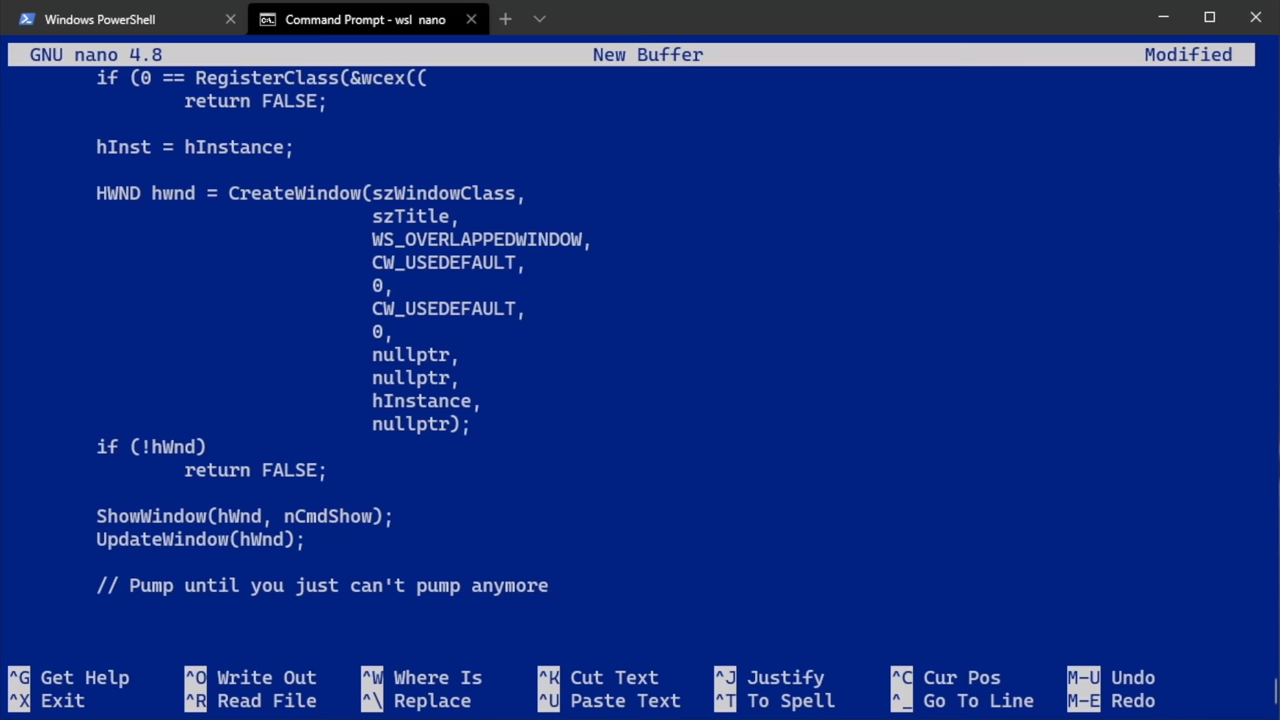 Windows PowerShell
Command Prompt - wsl nano
GNU nano 4.8 New Buffer Modified
if (0 == RegisterClass(&wcex((
return FALSE;
hInst = hInstance;
HWND hwnd = CreateWindow(szWindowClass,
szTitle,
WS_OVERLAPPEDWINDOW,
CW_USEDEFAULT,
0,
CW_USEDEFAULT,
0,
nullptr,
nullptr,
hInstance,
nullptr);
if (!hWnd)
return FALSE;
ShowWindow(hWnd, nCmdShow);
UpdateWindow(hWnd);
// Pump until you just can't pump anymore
^G Get Help ^O Write Out ^W Where Is ^K Cut Text ^J Justify ^C Cur Pos M-U Undo
^X Exit ^R Read File ^\ Replace ^U Paste Text ^T To Spell ^_ Go To Line M-E Redo